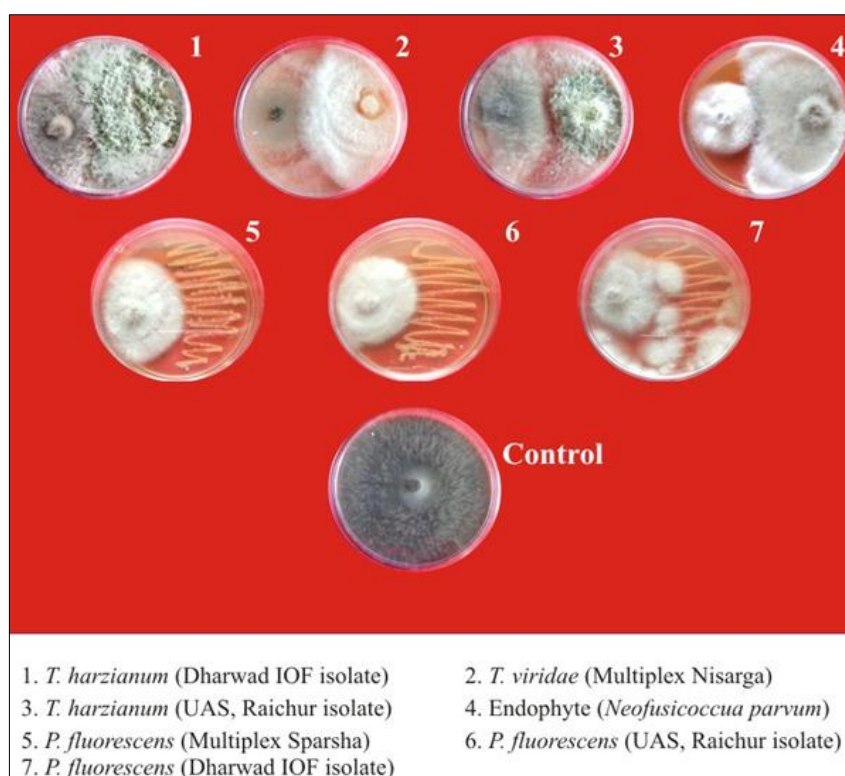 1 2 3 4
5 6 7
Control
1. T. harzianum (Dharwad IOF isolate) 2. T. viridae (Multiplex Nisarga)
3. T. harzianum (UAS, Raichur isolate) 4. Endophyte (Neofusicoccua parvum)
5. P. fluorescens (Multiplex Sparsha) 6. P. fluorescens (UAS, Raichur isolate)
7. P. fluorescens (Dharwad IOF isolate)